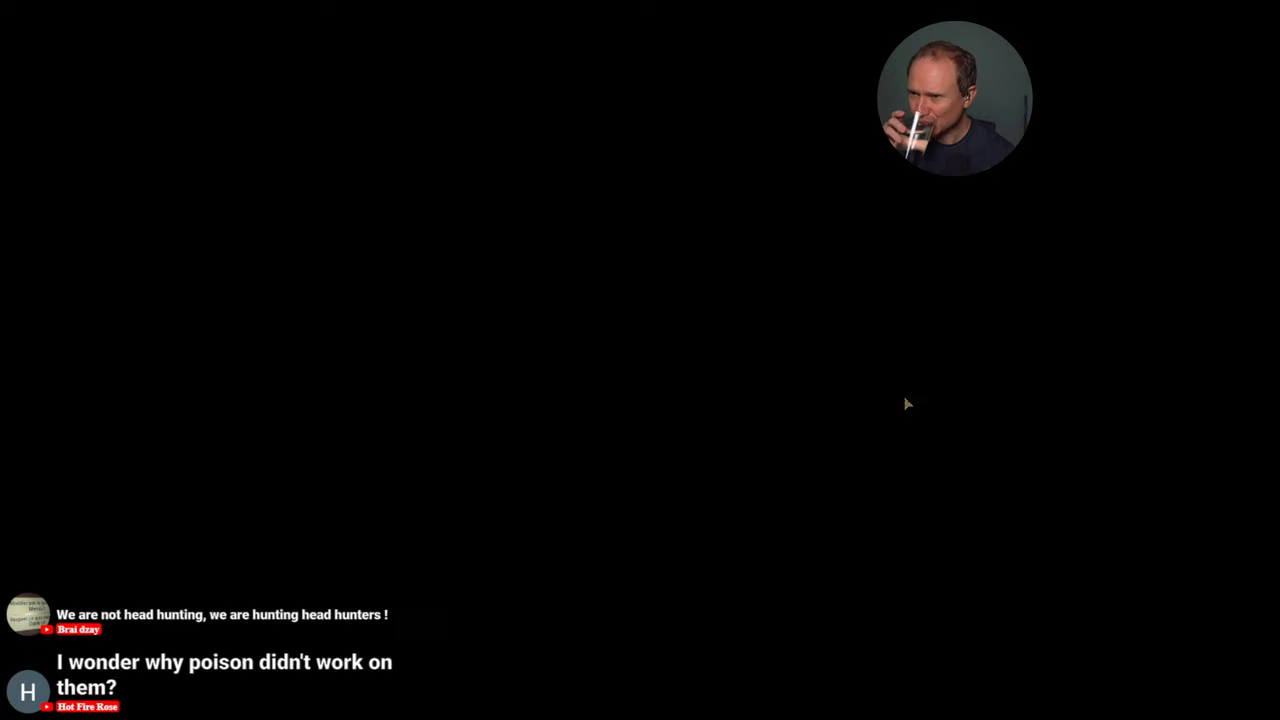 We are not head hunting, we are hunting head hunters !
Brai dzay
I wonder why poison didn't work on
them?
H
Hot Fire Rose